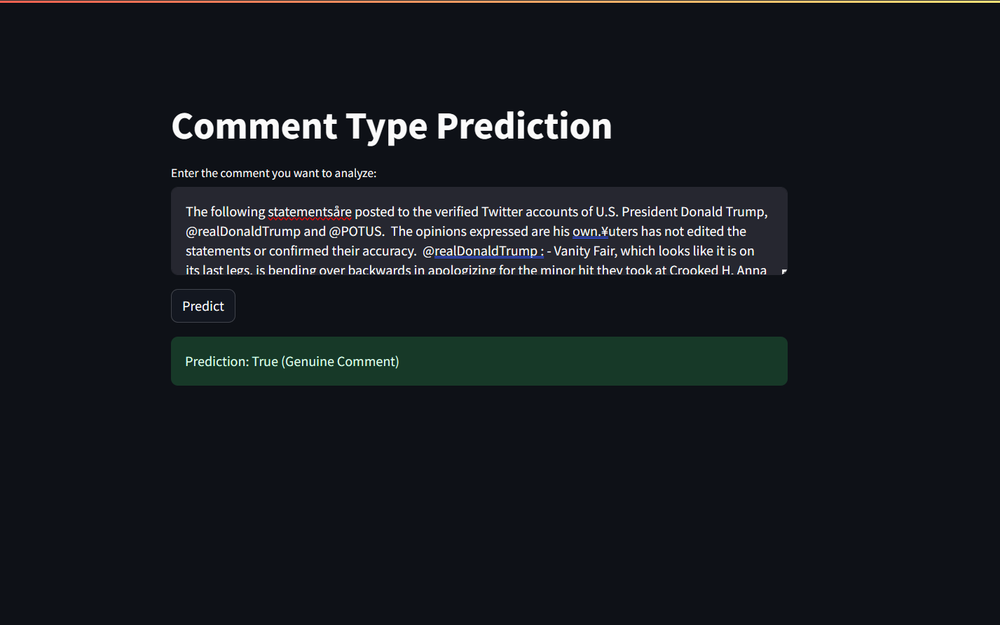 Comment Type Prediction
Enter the comment you want to analyze:
The following statementsåre posted to the verified Twitter accounts of U.S. President Donald Trump,
@realDonaldTrump and @POTUS.  The opinions expressed are his own.¥uters has not edited the
statements or confirmed their accuracy.  @realDonaldTrump : - Vanity Fair, which looks like it is on
its last legs, is bending over backwards in apologizing for the minor hit they took at Crooked H. Anna
Predict
Prediction: True (Genuine Comment)